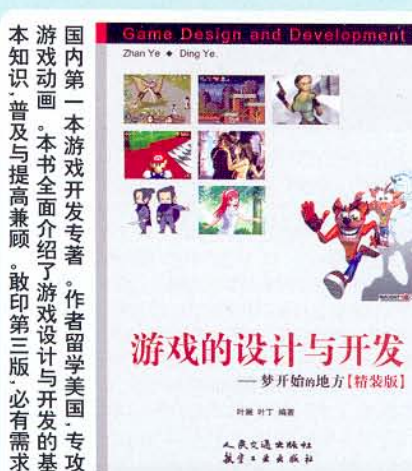 国内第一本游戏开发专著。作者留学美国,专攻
游戏动画。本书全面介绍了游戏设计与开发的基
本知识,普及与提高兼顾。敢印第三版,必有需求
Game Design and Development
Zhan Ye ◆ Ding Ye.
游戏的设计与开发
—梦开始的地方【精装版】
叶展 叶丁 编著
人民交通出版社
航空工业出版社